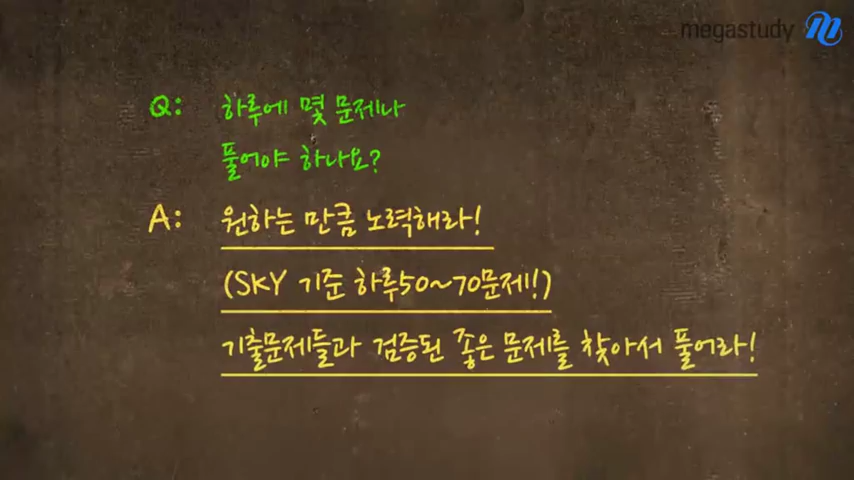 megastudy
Q: 하루에 몇 문제나
풀어야 하나요?
A: 원하는 만큼 노력해라!
(SKY 기준 하루50~70문제!)
기출문제들과 검증된 좋은 문제를 찾아서 풀어라!